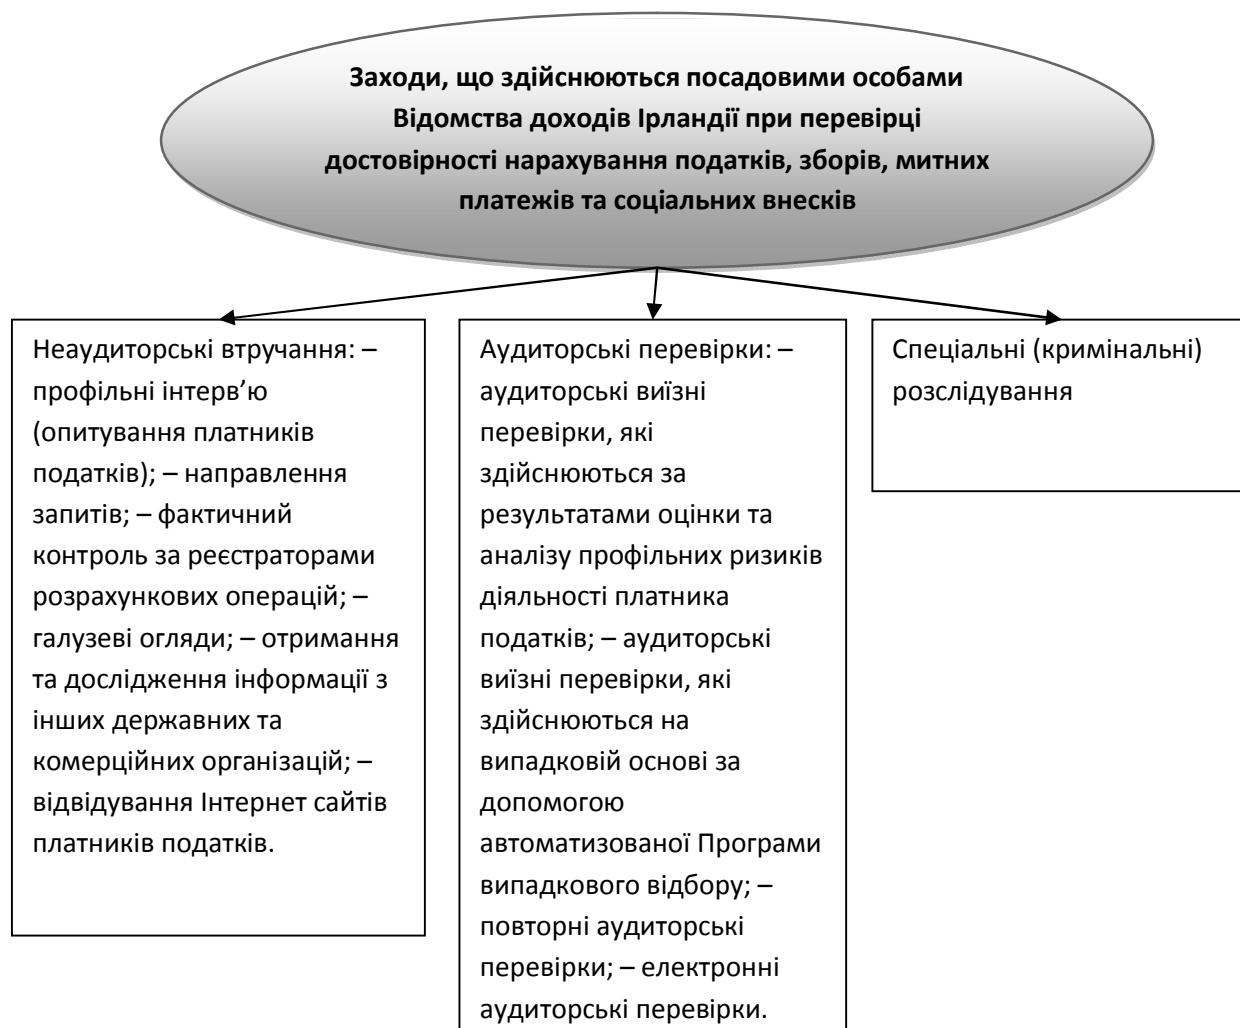 Заходи, що здійснюються посадовими особами
Відомства доходів Ірландії при перевірці
достовірності нарахування податків, зборів, митних
платежів та соціальних внесків
Неаудиторські втручання: –
профільні інтерв’ю
(опитування платників
податків); – направлення
запитів; – фактичний
контроль за реєстраторами
розрахункових операцій; –
галузеві огляди; – отримання
та дослідження інформації з
інших державних та
комерційних організацій; –
відвідування Інтернет сайтів
платників податків.
Аудиторські перевірки: –
аудиторські виїзні
перевірки, які
здійснюються за
результатами оцінки та
аналізу профільних ризиків
діяльності платника
податків; – аудиторські
виїзні перевірки, які
здійснюються на
випадковій основі за
допомогою
автоматизованої Програми
випадкового відбору; –
повторні аудиторські
перевірки; – електронні
аудиторські перевірки.
Спеціальні (кримінальні)
розслідування